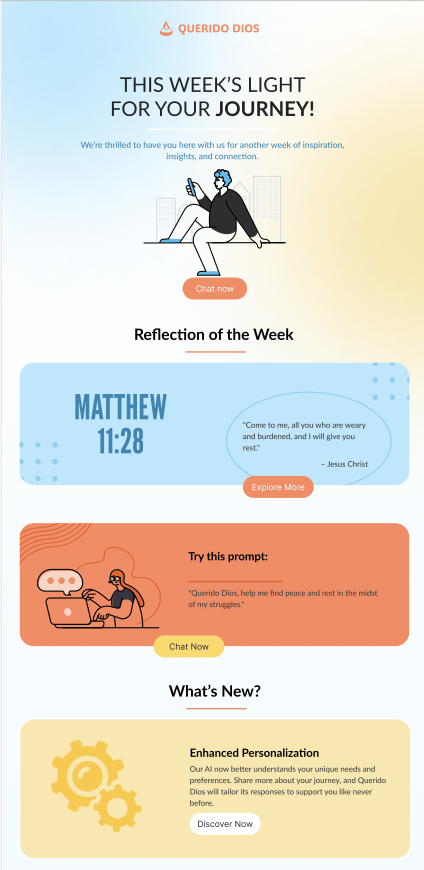 QUERIDO DIOS
THIS WEEK'S LIGHT
FOR YOUR JOURNEY!
We're thrilled to have you here with us for another week of inspiration,
insights, and connection.
Chat now
Reflection of the Week
MATTHEW
11:28
"Come to me, all you who are weary
and burdened, and I will give you
rest."
– Jesus Christ
Explore More
Try this prompt:
"Querido Dios, help me find peace and rest in the midst
of my struggles."
Chat Now
What's New?
Enhanced Personalization
Our AI now better understands your unique needs and
preferences. Share more about your journey, and Querido
Dios will tailor its responses to support you like never
before.
Discover Now